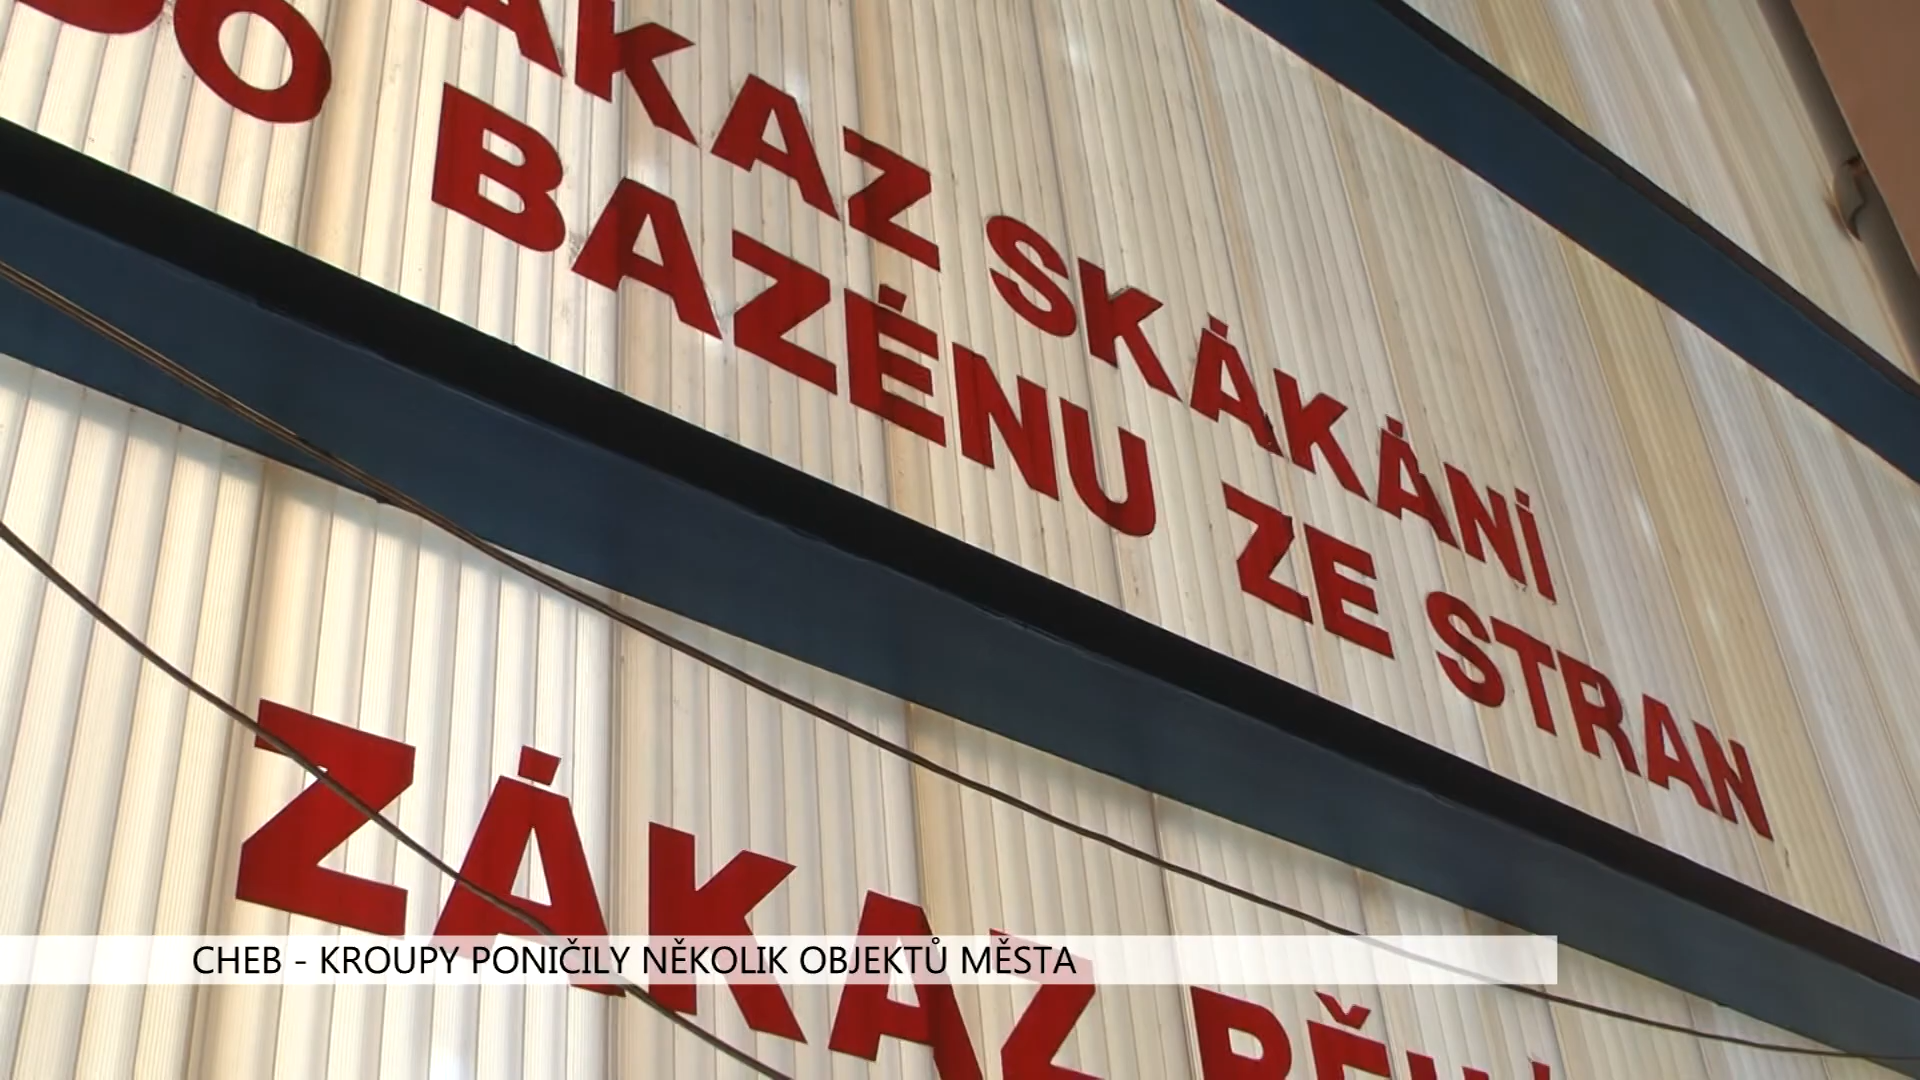 ZÁKAZ SKÁKÁNÍ
DO BAZÉNU ZE STRAN
ZÁKAZ
CHEB - KROUPY PONIČILY NĚKOLIK OBJEKTŮ MĚSTA